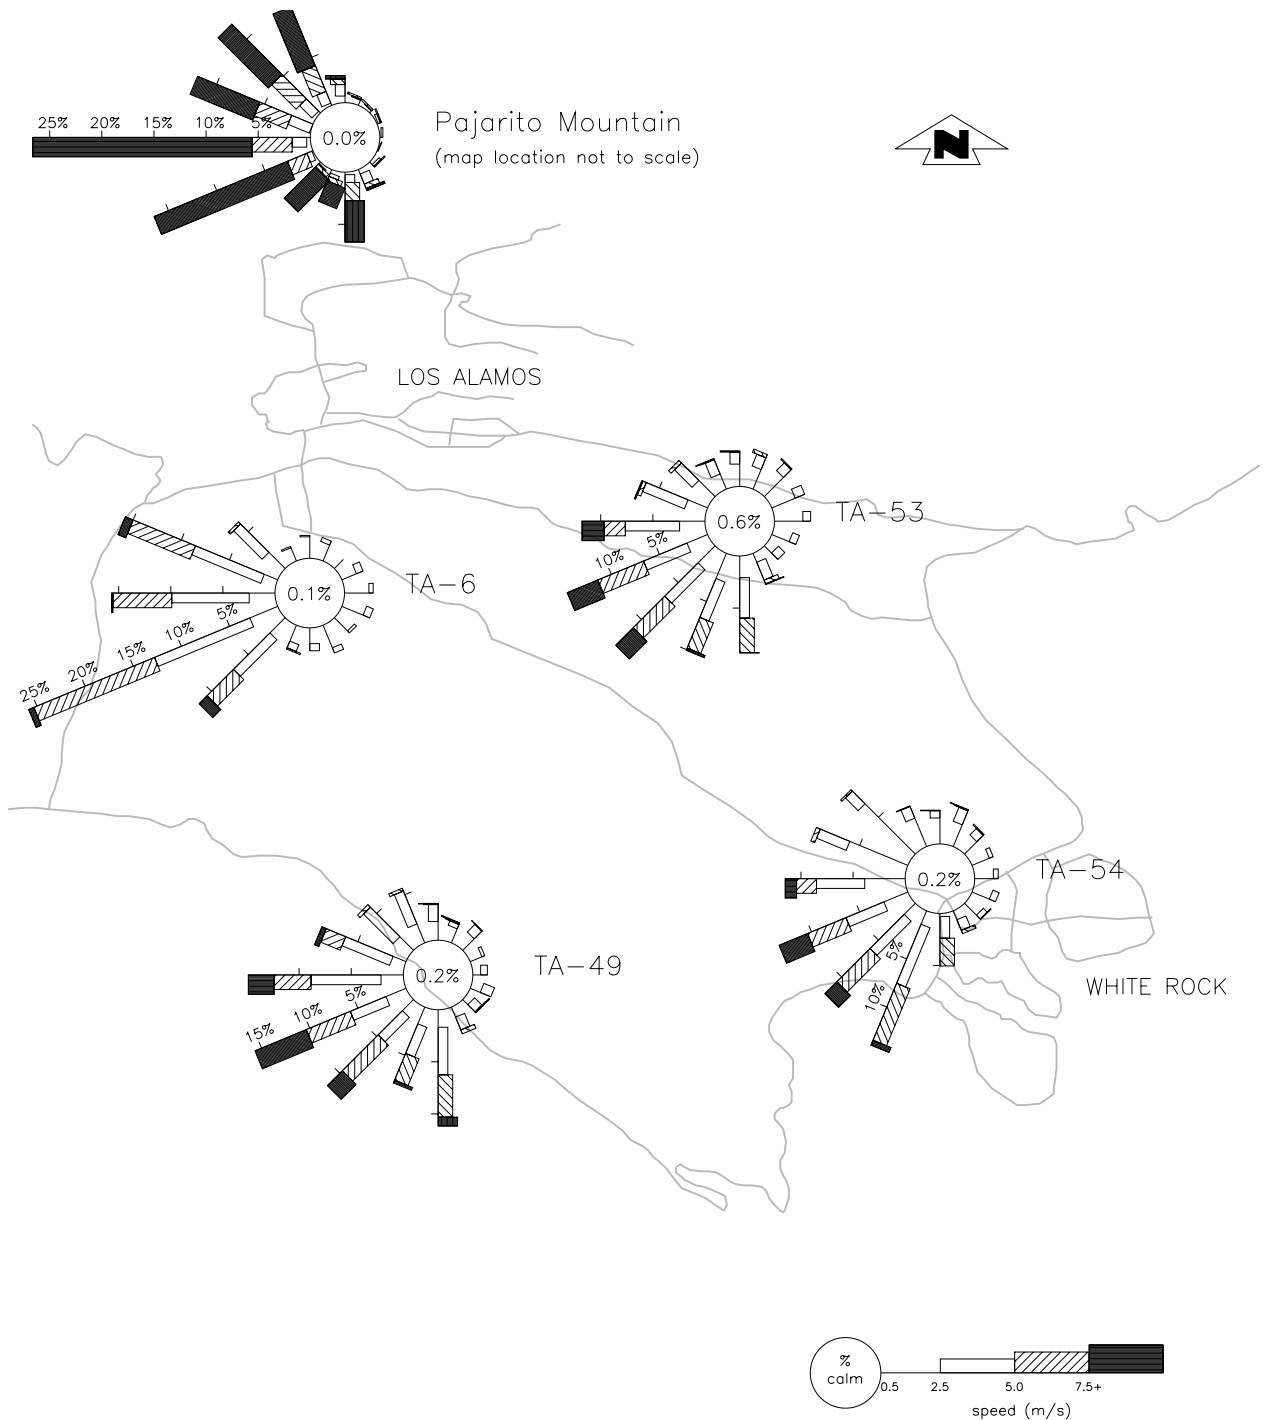 25% 20% 15% 10% 5%
0.0%
Pajarito Mountain
(map location not to scale)
N
LOS ALAMOS
0.6%
TA-53
5%
10%
0.1%
TA-6
5%
10%
15%
20%
25%
0.2%
TA-54
5%
10%
0.2%
TA-49
5%
10%
15%
WHITE ROCK
%
calm
0.5 2.5 5.0 7.5+
speed (m/s)